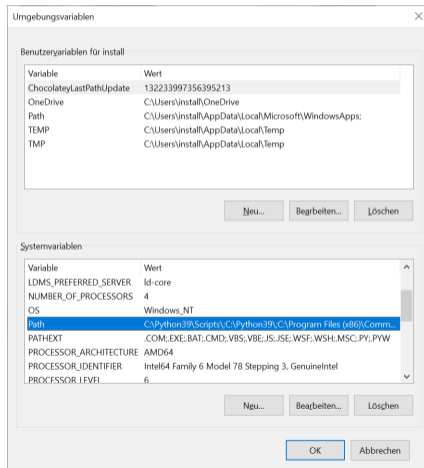 Umgebungsvariablen
Benutzervariablen für install
Variable Wert
ChocolateyLastPathUpdate 132233997356395213
OneDrive C:\Users\install\OneDrive
Path C:\Users\install\AppData\Local\Microsoft\WindowsApps;
TEMP C:\Users\install\AppData\Local\Temp
TMP C:\Users\install\AppData\Local\Temp
Neu... Bearbeiten... Löschen
Systemvariablen
Variable Wert
LDMS_PREFERRED_SERVER ld-core
NUMBER_OF_PROCESSORS 4
OS Windows_NT
Path C:\Python39\Scripts\;C:\Python39\;C:\Program Files (x86)\Comm...
PATHEXT .COM;.EXE;.BAT;.CMD;.VBS;.VBE;.JS;.JSE;.WSF;.WSH;.MSC;.PY;.PYW
PROCESSOR_ARCHITECTURE AMD64
PROCESSOR_IDENTIFIER Intel64 Family 6 Model 78 Stepping 3, GenuineIntel
PROCESSOR_LEVEL 6
Neu... Bearbeiten... Löschen
OK Abbrechen